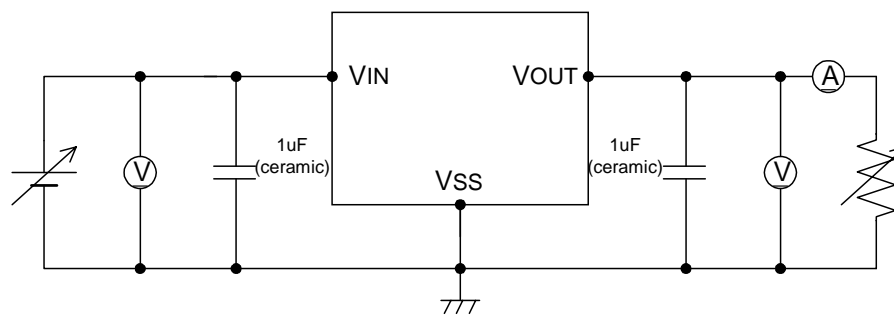 VIN
VOUT
A
1uF
(ceramic)
1uF
(ceramic)
V
V
VSS